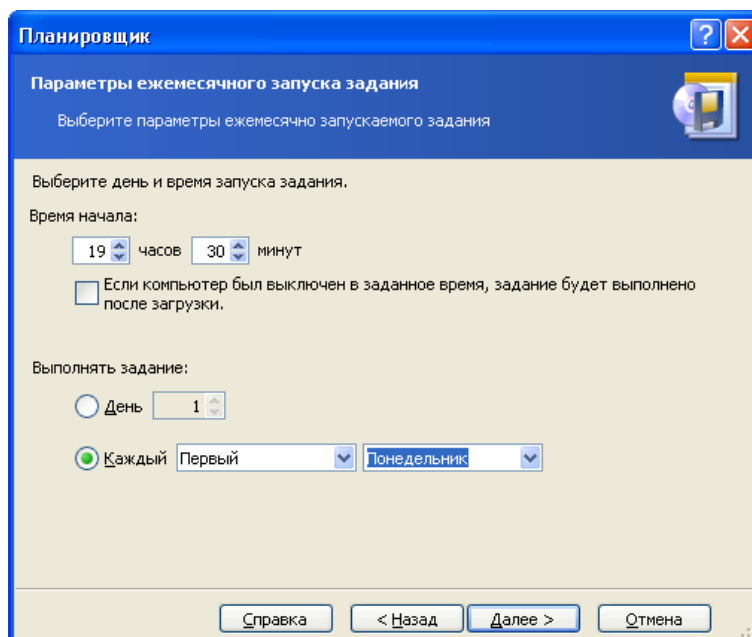 Планировщик
Параметры ежемесячного запуска задания
Выберите параметры ежемесячно запускаемого задания
Выберите день и время запуска задания.
Время начала:
19 часов 30 минут
Если компьютер был выключен в заданное время, задание будет выполнено
после загрузки.
Выполнять задание:
День 1
Каждый Первый Понедельник
Справка < Назад Далее > Отмена